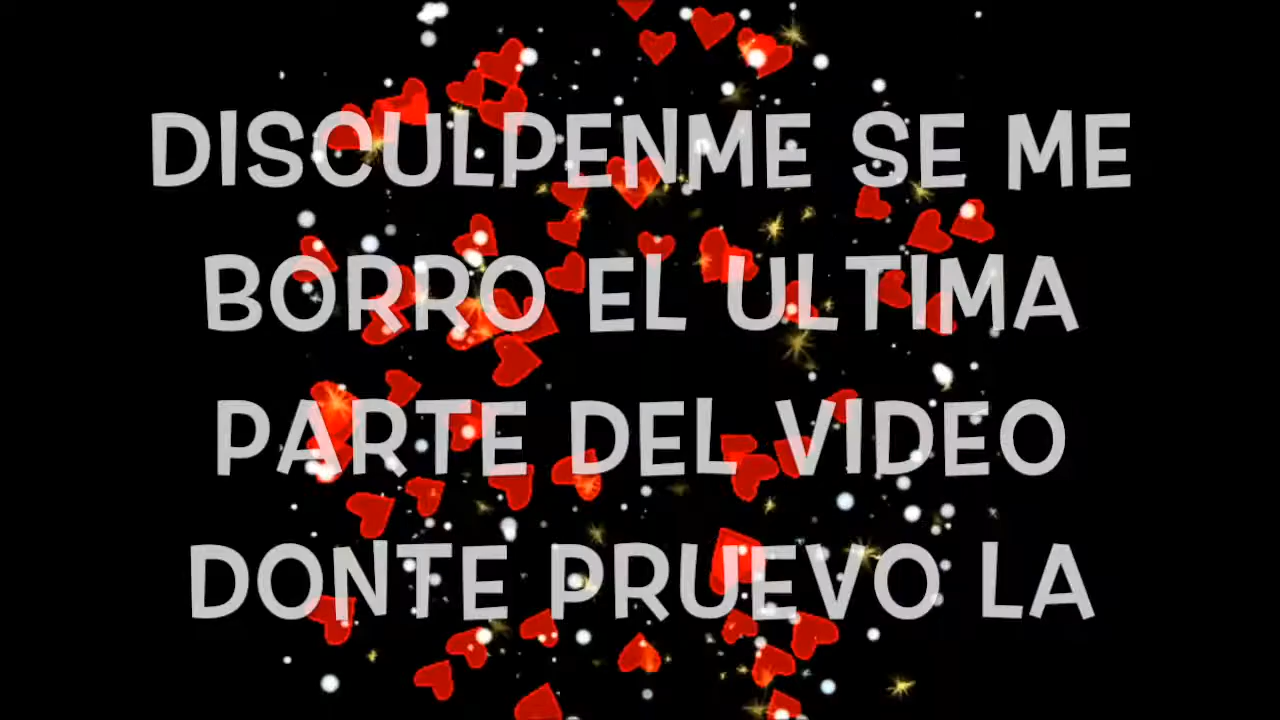 DISCULPENME SE ME
BORRO EL ULTIMA
PARTE DEL VIDEO
DONTE PRUEVO LA